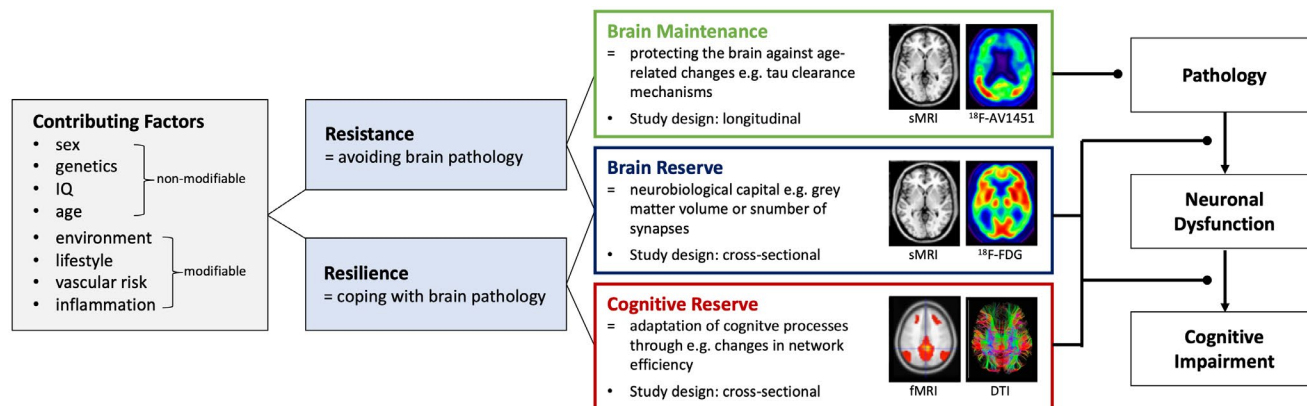 Contributing Factors
• sex
• genetics
• IQ
• age
non-modifiable
• environment
• lifestyle
• vascular risk
• inflammation
modifiable
Resistance
= avoiding brain pathology
Resilience
= coping with brain pathology
Brain Maintenance
= protecting the brain against age-
related changes e.g. tau clearance
mechanisms
• Study design: longitudinal
sMRI
¹⁸F-AV1451
Brain Reserve
= neurobiological capital e.g. grey
matter volume or snumber of
synapses
• Study design: cross-sectional
sMRI
¹⁸F-FDG
Cognitive Reserve
= adaptation of cognitve processes
through e.g. changes in network
efficiency
• Study design: cross-sectional
fMRI
DTI
Pathology
Neuronal
Dysfunction
Cognitive
Impairment